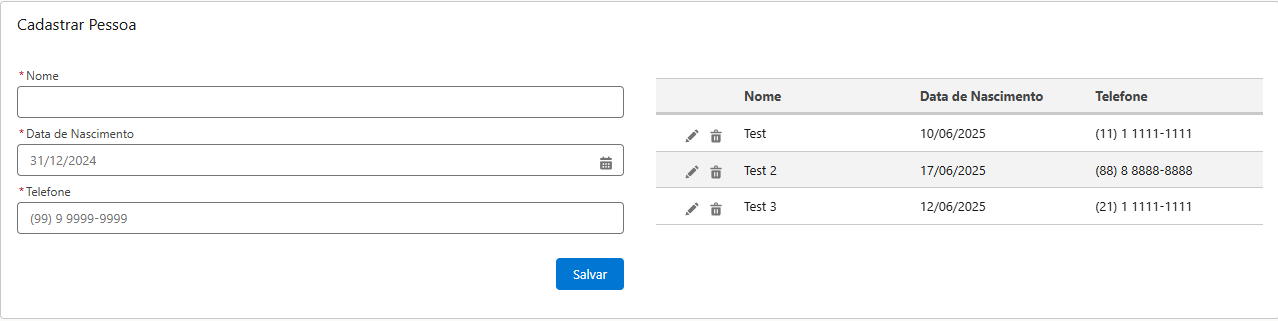 Cadastrar Pessoa
* Nome
* Data de Nascimento
31/12/2024
* Telefone
(99) 9 9999-9999
Salvar
Nome Data de Nascimento Telefone
Test 10/06/2025 (11) 1 1111-1111
Test 2 17/06/2025 (88) 8 8888-8888
Test 3 12/06/2025 (21) 1 1111-1111